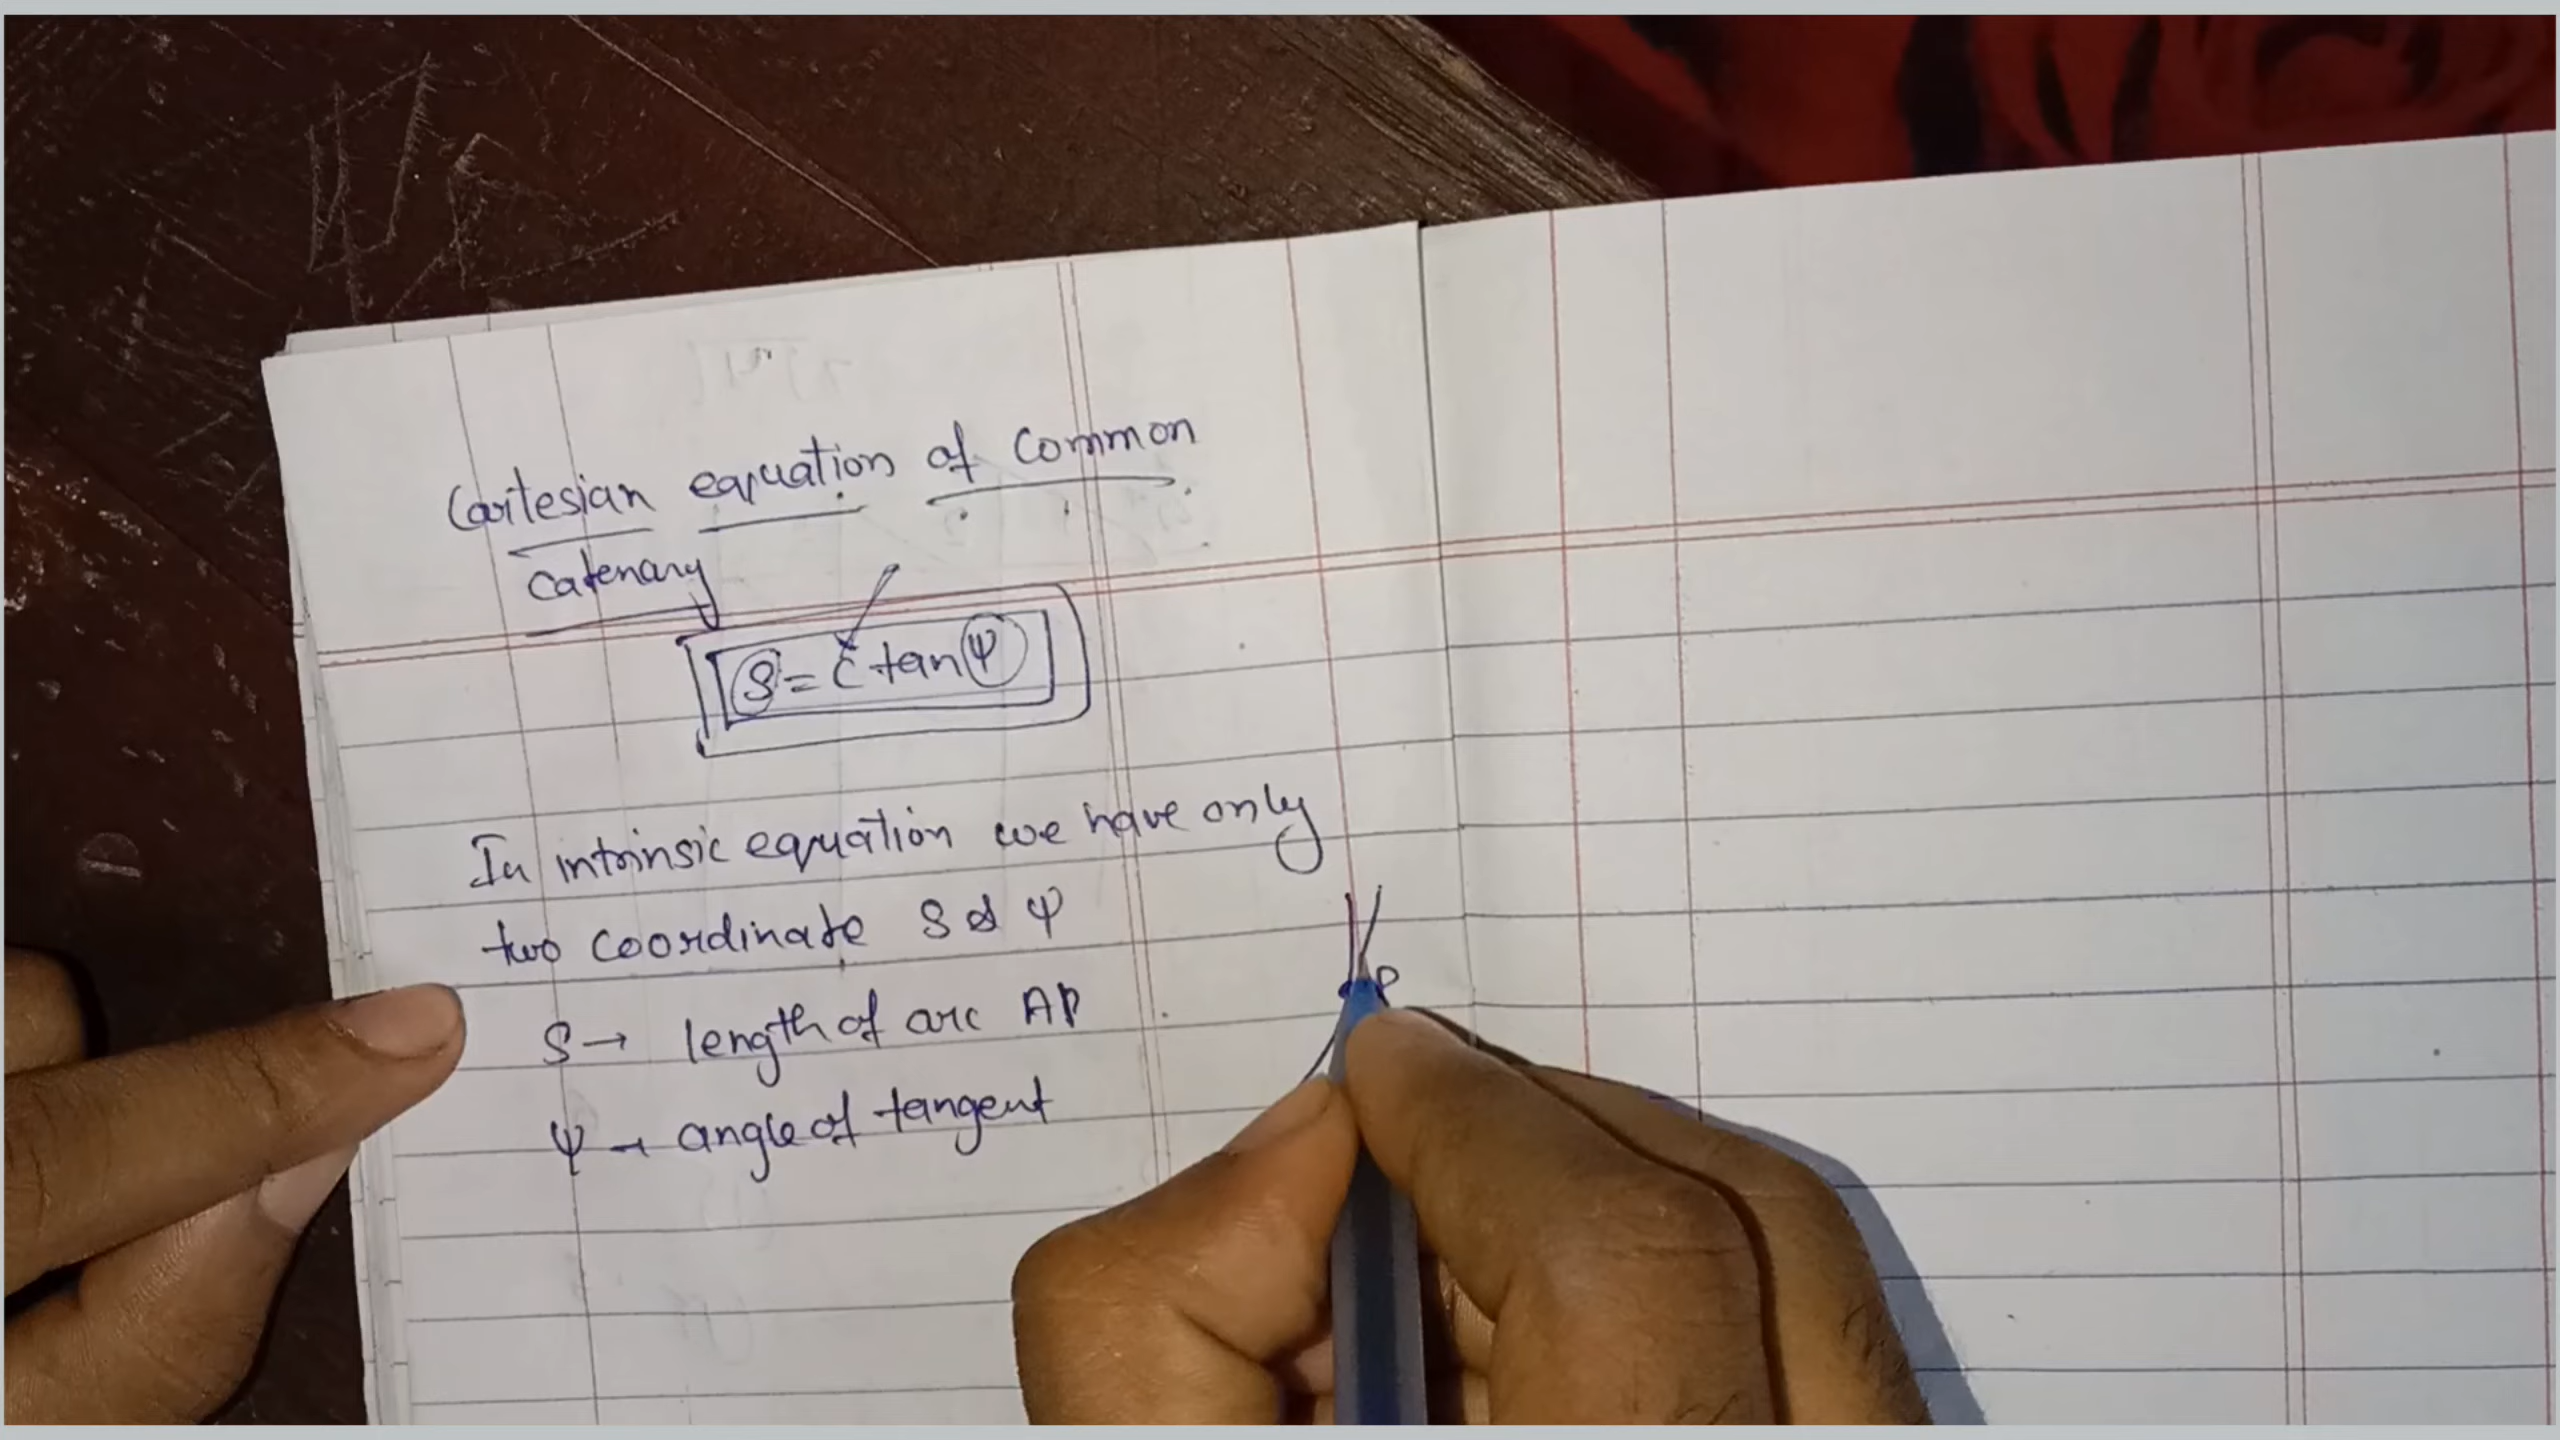 Cartesian equation of Common
catenary
S = c tan ψ
In intrinsic equation we have only
two coordinate S & ψ
S → length of arc AP
ψ → angle of tangent
P